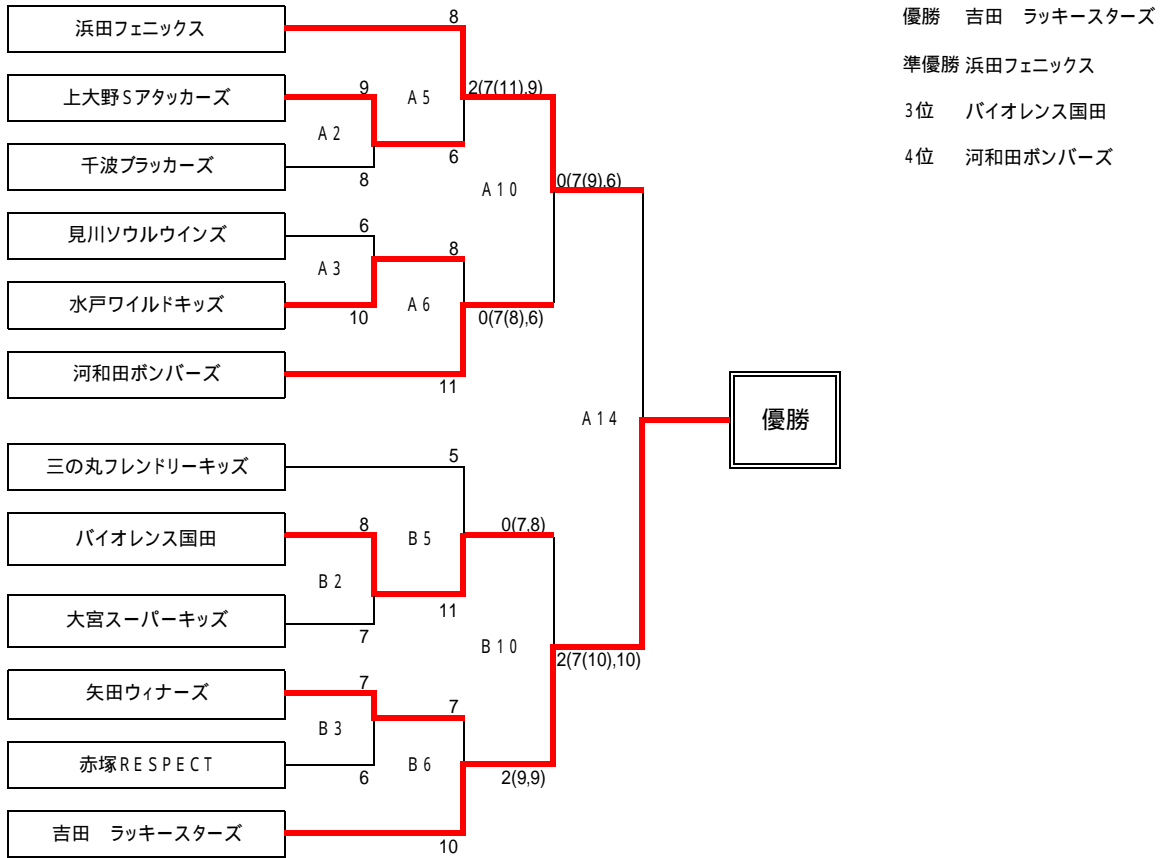 浜田フェニックス
8
優勝 吉田 ラッキースターズ
準優勝 浜田フェニックス
3位 バイオレンス国田
4位 河和田ボンバーズ
上大野Sアタッカーズ
9
A5
2(7(11),9)
A2
千波ブラッカーズ
8
6
A10
0(7(9),6)
見川ソウルウインズ
6
8
A3
水戸ワイルドキッズ
10
A6
0(7(8),6)
河和田ボンバーズ
11
A14
優勝
三の丸フレンドリーキッズ
5
バイオレンス国田
8
B5
0(7,8)
B2
大宮スーパーキッズ
7
11
B10
2(7(10),10)
矢田ウィナーズ
7
7
B3
赤塚RESPECT
6
B6
2(9,9)
吉田 ラッキースターズ
10